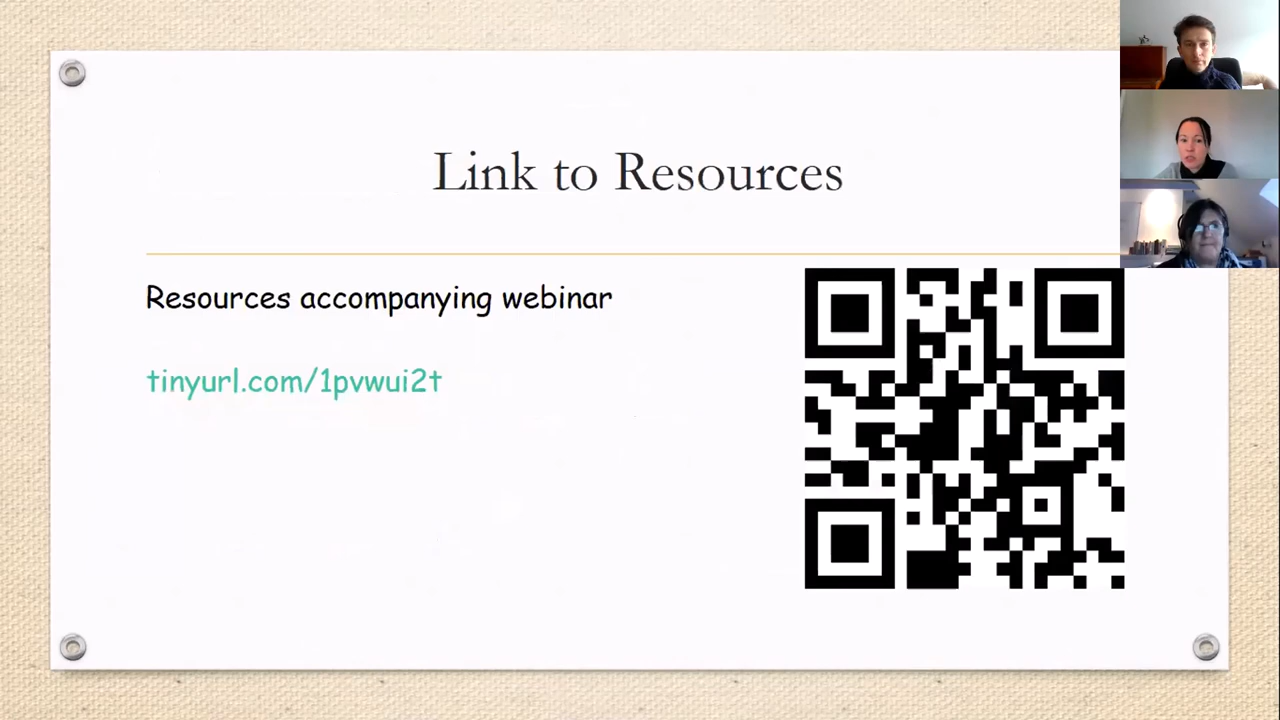 Link to Resources
Resources accompanying webinar
tinyurl.com/1pvwui2t